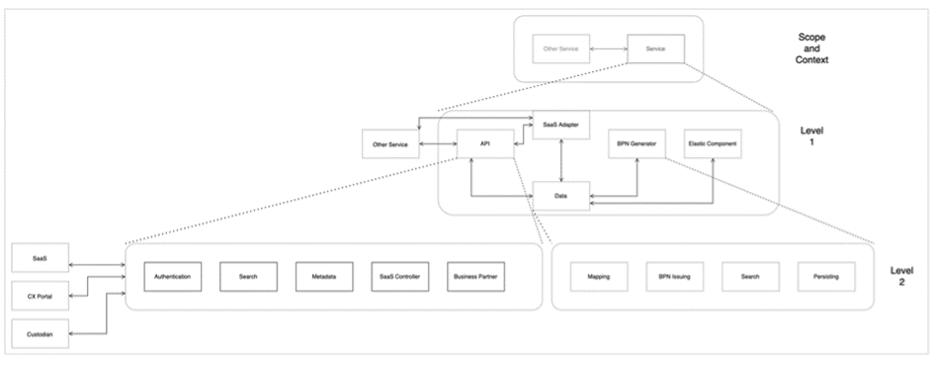 Scope
and
Context
Other Service
Service
Level
1
SaaS Adapter
Other Service
API
BPN Generator
Elastic Component
Data
Level
2
SaaS
CX Portal
Custodian
Authentication
Search
Metadata
SaaS Controller
Business Partner
Mapping
BPN Issuing
Search
Persisting